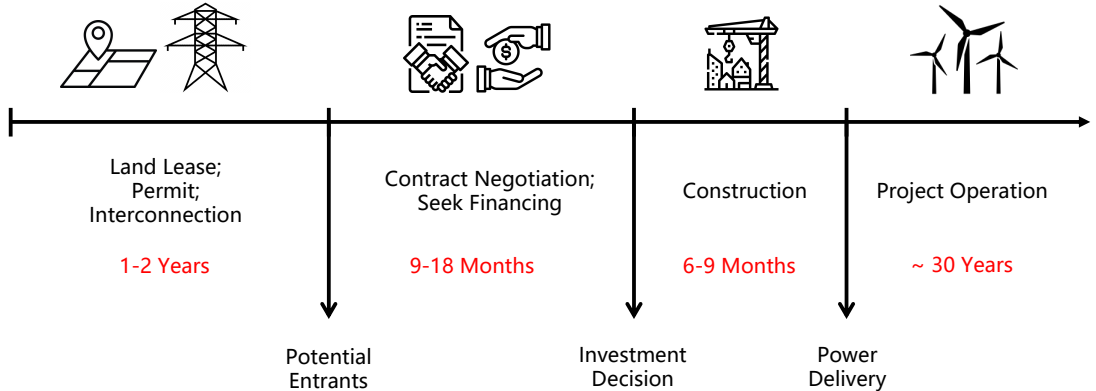 $
Land Lease;
Permit;
Interconnection
1-2 Years
Contract Negotiation;
Seek Financing
9-18 Months
Construction
6-9 Months
Project Operation
~ 30 Years
Potential
Entrants
Investment
Decision
Power
Delivery